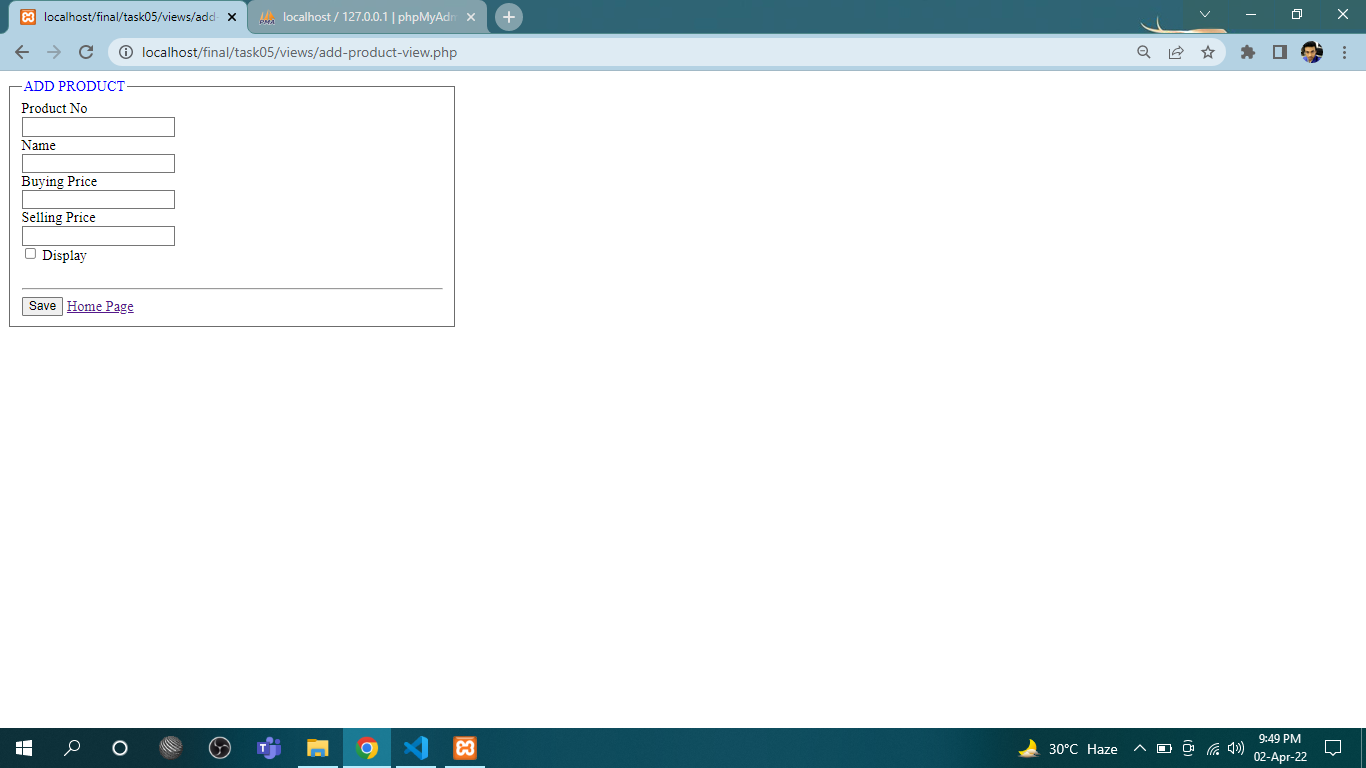 localhost/final/task05/views/add-
localhost / 127.0.0.1 | phpMyAdm
localhost/final/task05/views/add-product-view.php
ADD PRODUCT
Product No
Name
Buying Price
Selling Price
Display
Save Home Page
30°C Haze
9:49 PM
02-Apr-22